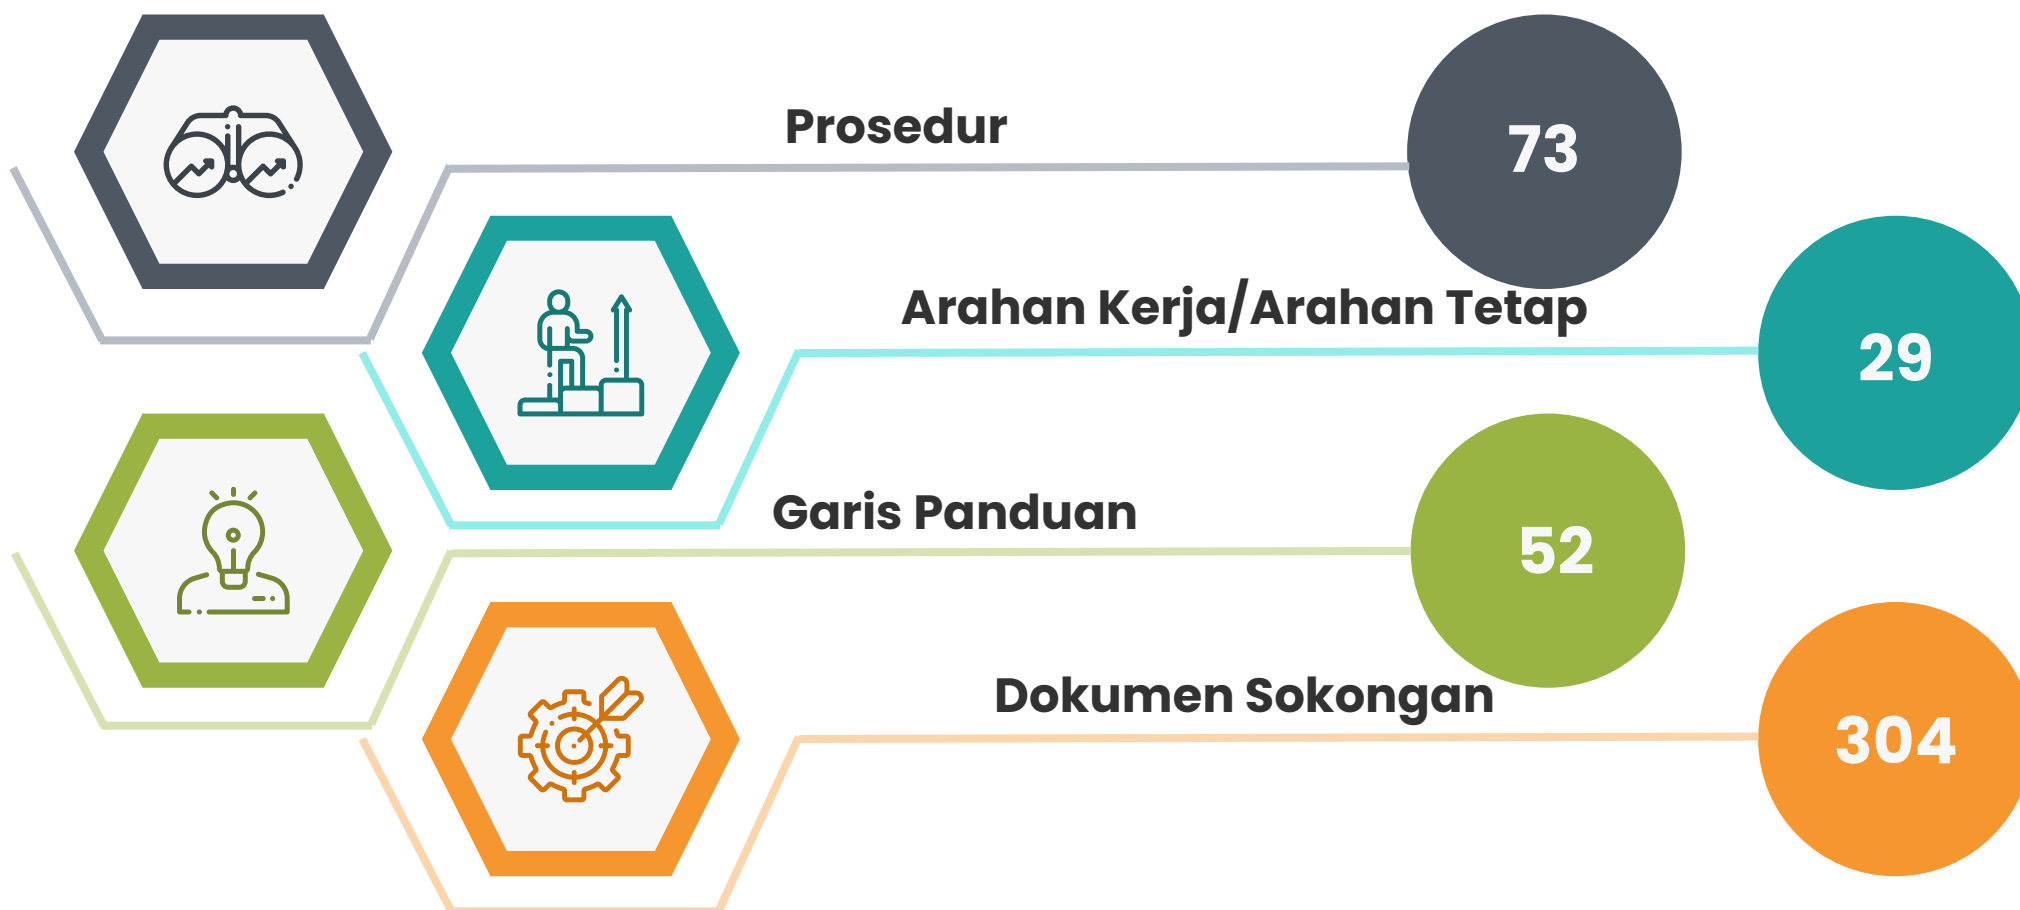 Prosedur
73
Arahan Kerja/Arahan Tetap
29
Garis Panduan
52
Dokumen Sokongan
304